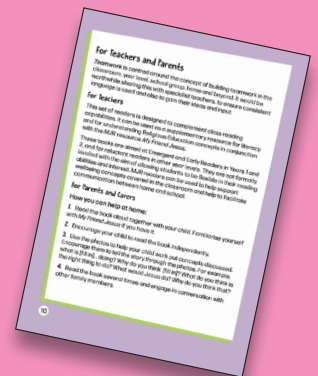 For Teachers and Parents
Teamwork is centred around the concept of building teamwork in the
classroom, year level, school group, home and beyond. It would be
worthwhile sharing this with specialist teachers, to ensure consistent
language is used and also to gain their ideas and input.
For Teachers
This set of readers is designed to complement class reading
capabilities. It can be used as a supplementary resource for literacy
and for understanding Religious Education concepts in conjunction
with the MJR resource, My Friend Jesus.
These books are aimed at Emergent and Early Readers in Years 1 and
2, and for reluctant readers in other year levels. They are not formally
levelled with the aim of allowing students to be flexible in their reading
abilities and interest. MJR readers can be used to help support
wellbeing concepts covered in the classroom and help to facilitate
communication between home and school.
For Parents and Carers
How you can help at home:
1. Read the book aloud together with your child. Familiarise yourself
with My Friend Jesus if you have it.
2. Encourage your child to read the book independently.
3. Use the photos to help your child work out concepts discussed.
Encourage them to tell the story through the photos. For example,
what is [fill in], doing? Why do you think [fill in]? What do you think is
the right thing to do? What would Jesus do? Why do you think that?
4. Read the book several times and engage in conversation with
other family members.
10